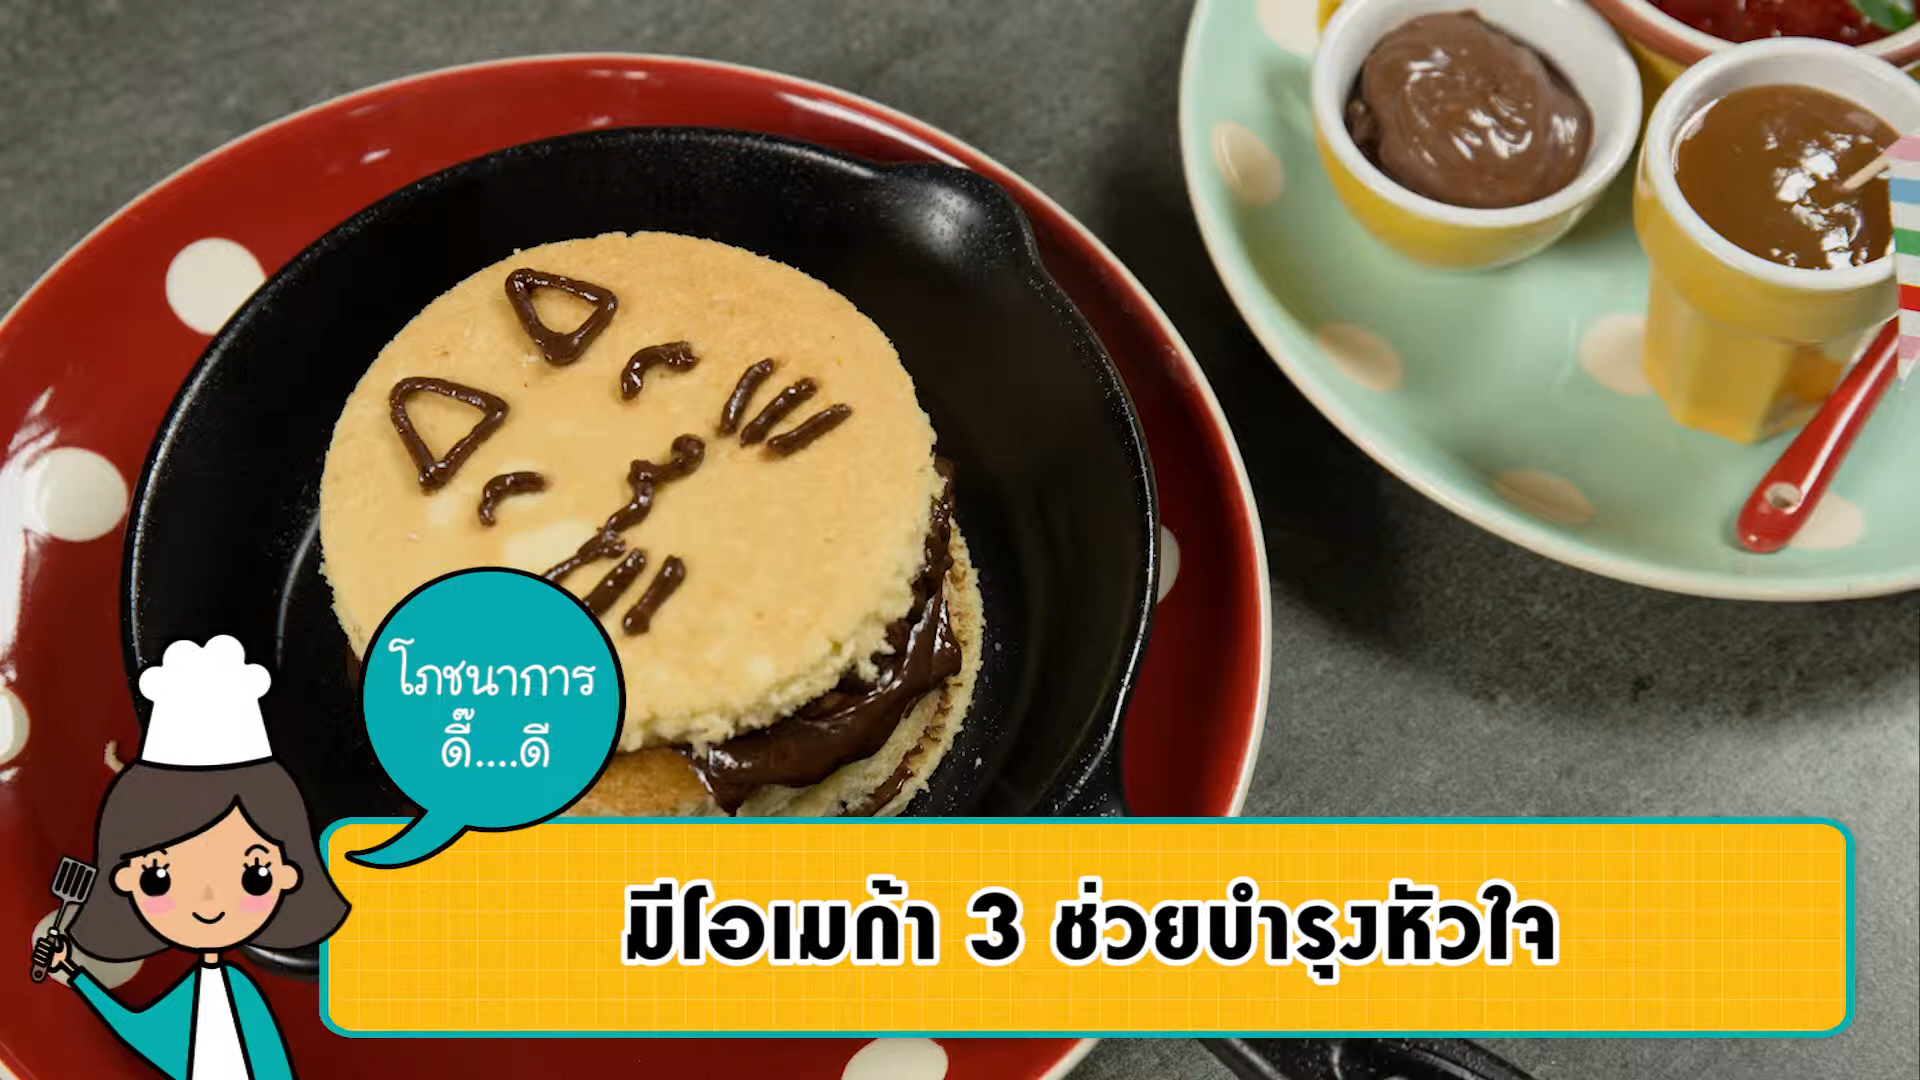 โภชนาการ
ดี๊....ดี
มีโอเมก้า 3 ช่วยบำรุงหัวใจ